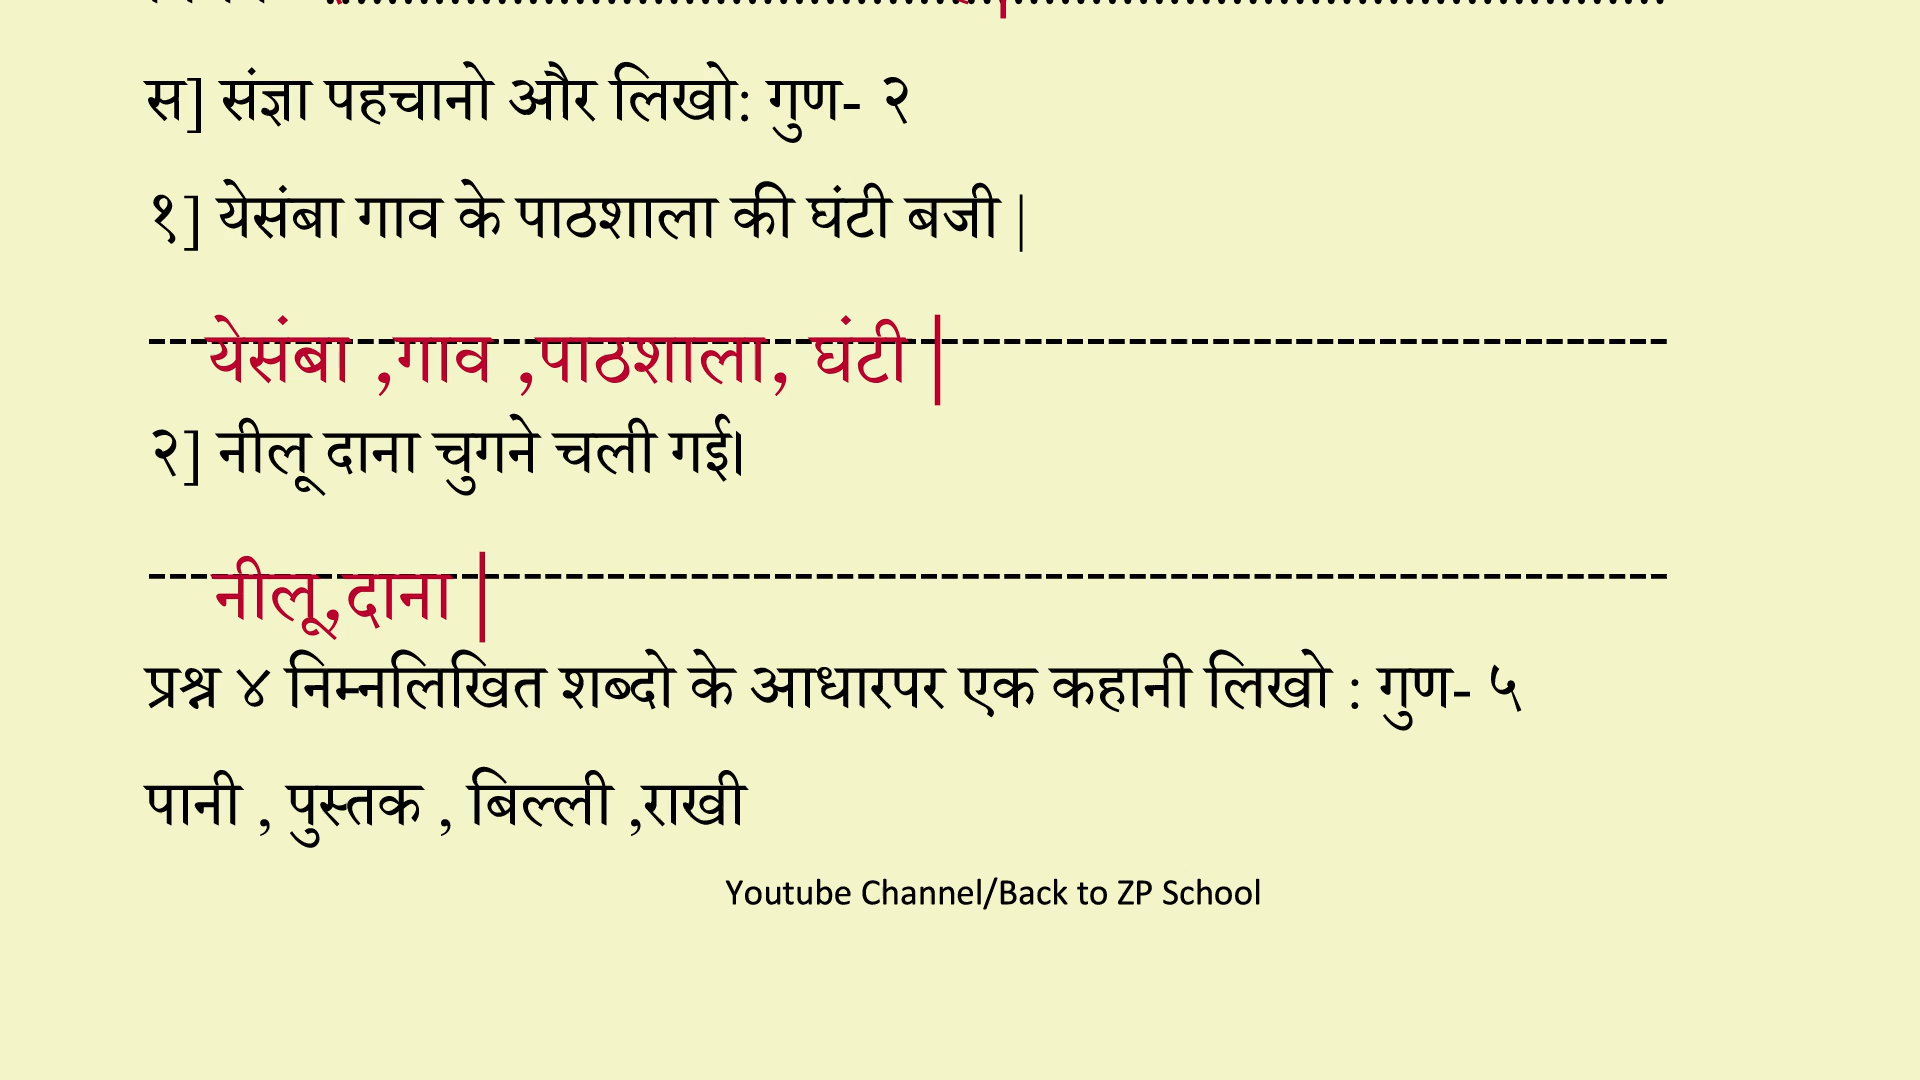 स] संज्ञा पहचानो और लिखो: गुण- २
१] येसंबा गाव के पाठशाला की घंटी बजी |
येसंबा ,गाव ,पाठशाला, घंटी |
२] नीलू दाना चुगने चली गई।
नीलू,दाना |
प्रश्न ४ निम्नलिखित शब्दो के आधारपर एक कहानी लिखो : गुण- ५
पानी , पुस्तक , बिल्ली ,राखी
Youtube Channel/Back to ZP School